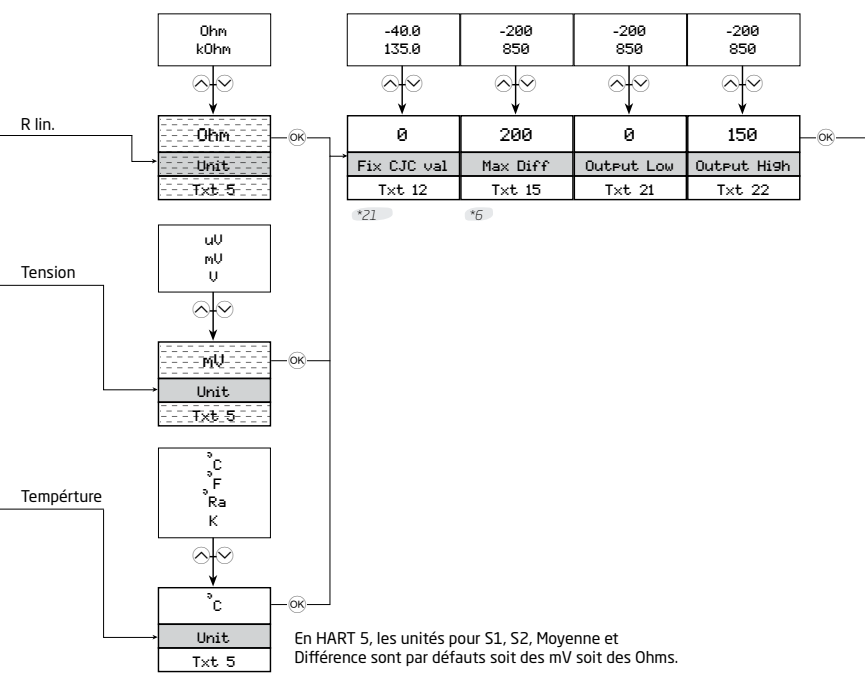 Ohm
kOhm
-40.0
135.0
-200
850
-200
850
-200
850
R lin.
Ohm
Unit
Txt 5
OK
0
Fix CJC val
Txt 12
200
Max Diff
Txt 15
0
Output Low
Txt 21
150
Output High
Txt 22
OK
*21
*6
uV
mV
V
Tension
mV
Unit
Txt 5
OK
°C
°F
°Ra
K
Tempérture
°C
Unit
Txt 5
OK
En HART 5, les unités pour S1, S2, Moyenne et
Différence sont par défauts soit des mV soit des Ohms.